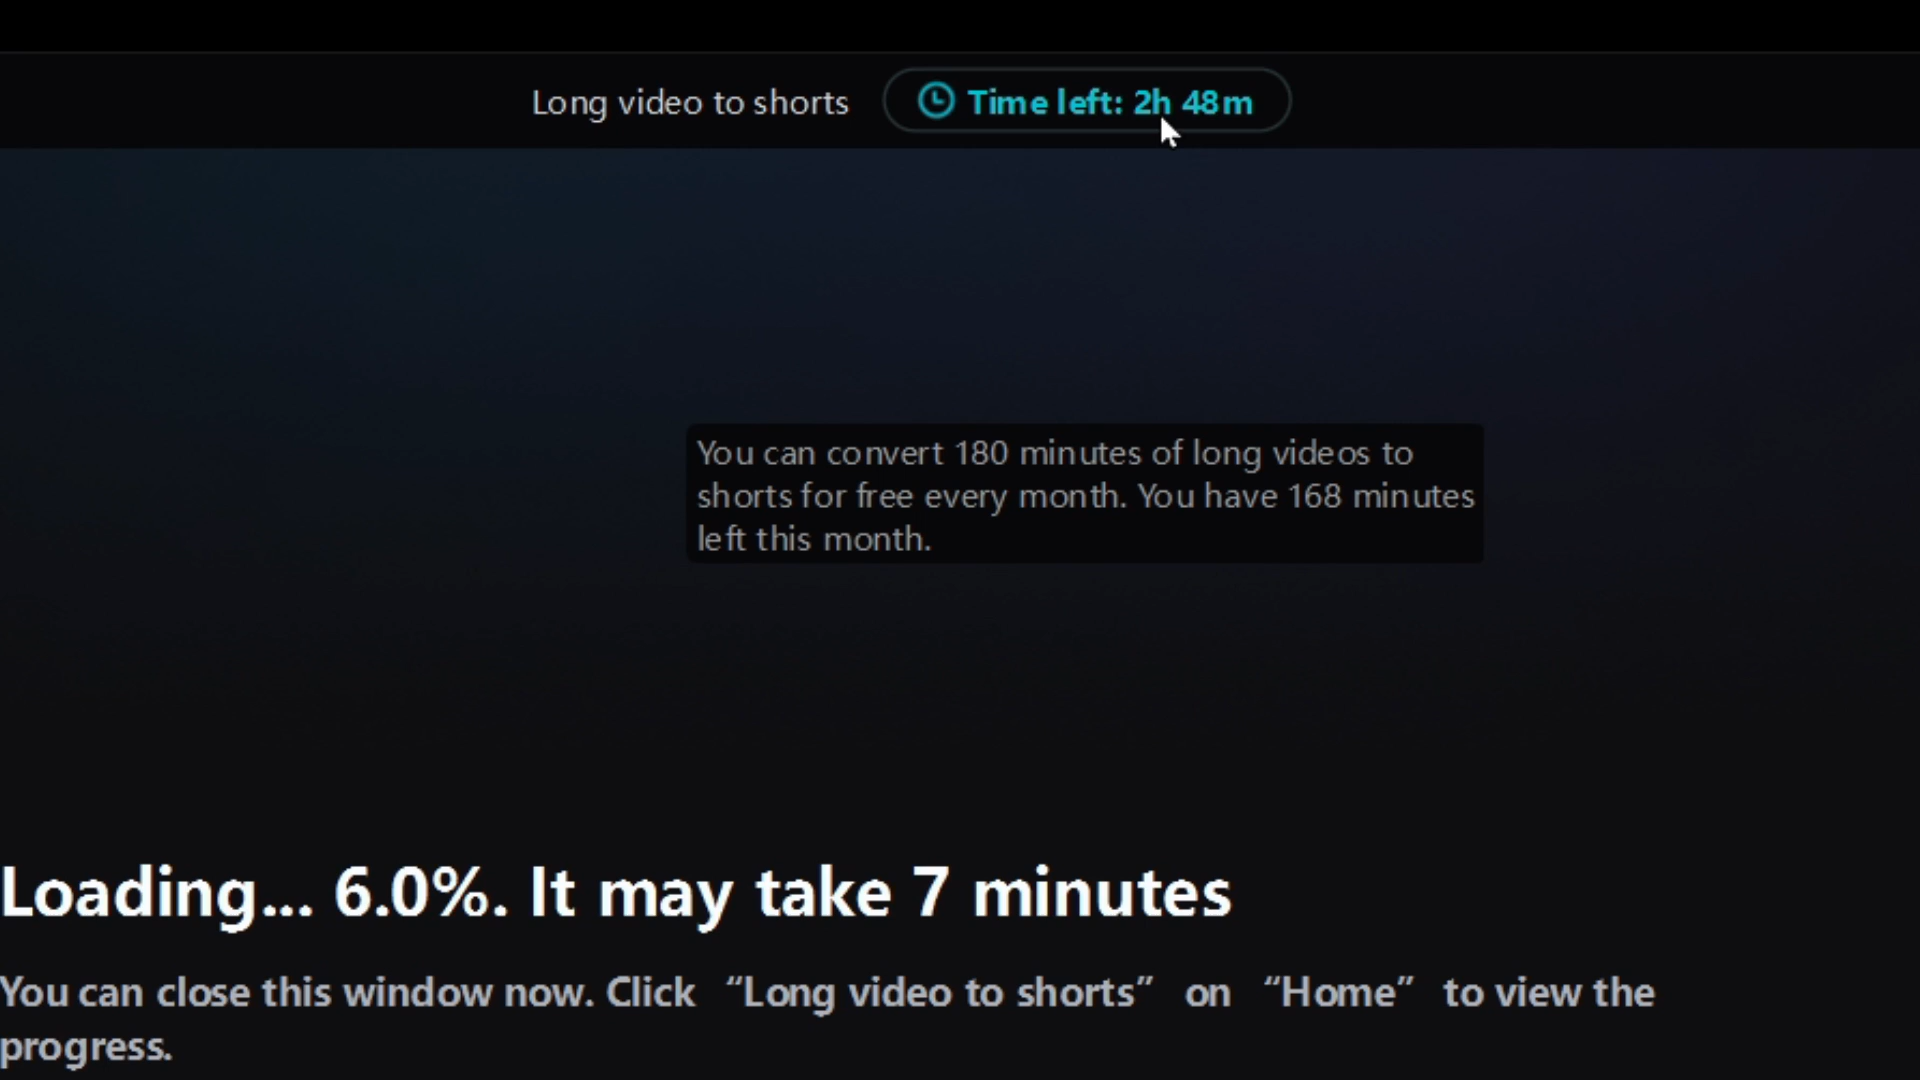 Long video to shorts
Time left: 2h 48m
You can convert 180 minutes of long videos to
shorts for free every month. You have 168 minutes
left this month.
Loading... 6.0%. It may take 7 minutes
You can close this window now. Click “Long video to shorts” on “Home” to view the
progress.